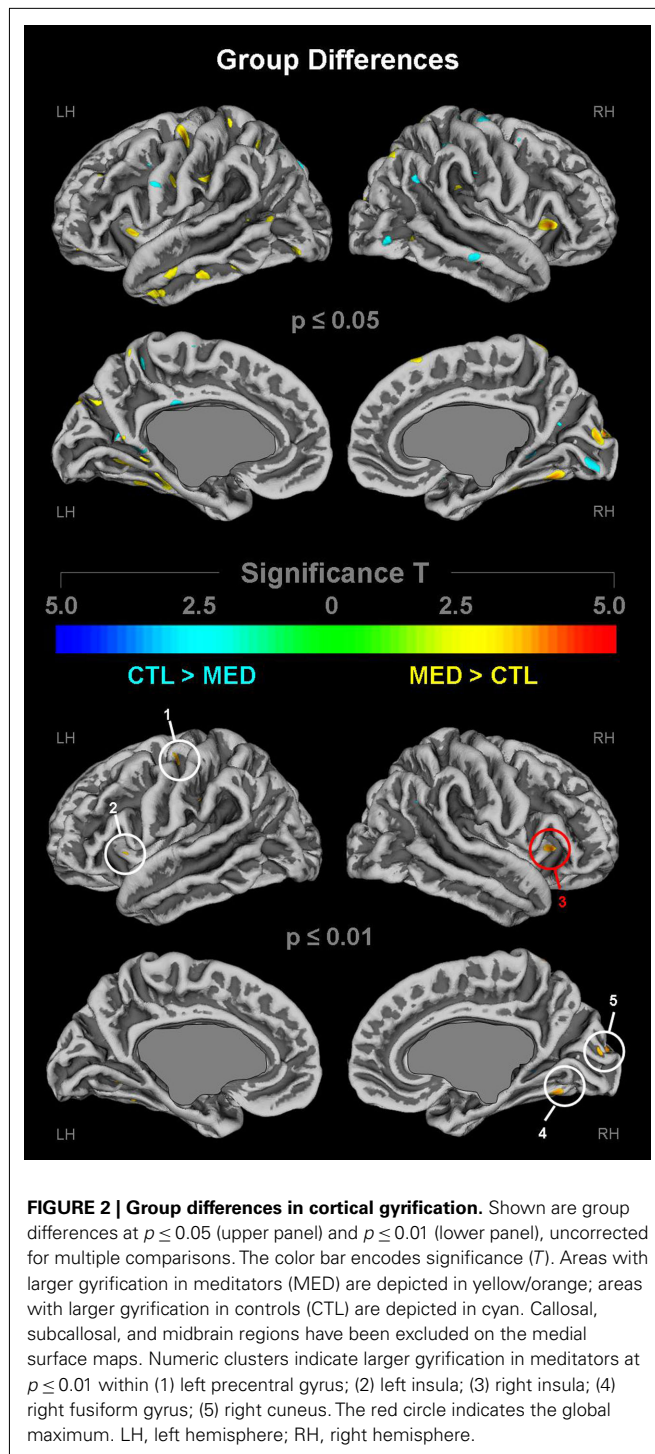 Group Differences
LH RH
p ≤ 0.05
LH RH
Significance T
5.0 2.5 0 2.5 5.0
CTL > MED MED > CTL
1
LH RH
2
3
p ≤ 0.01
5
4
LH RH
FIGURE 2 | Group differences in cortical gyrification. Shown are group
differences at p ≤ 0.05 (upper panel) and p ≤ 0.01 (lower panel), uncorrected
for multiple comparisons. The color bar encodes significance (T). Areas with
larger gyrification in meditators (MED) are depicted in yellow/orange; areas
with larger gyrification in controls (CTL) are depicted in cyan. Callosal,
subcallosal, and midbrain regions have been excluded on the medial
surface maps. Numeric clusters indicate larger gyrification in meditators at
p ≤ 0.01 within (1) left precentral gyrus; (2) left insula; (3) right insula; (4)
right fusiform gyrus; (5) right cuneus. The red circle indicates the global
maximum. LH, left hemisphere; RH, right hemisphere.